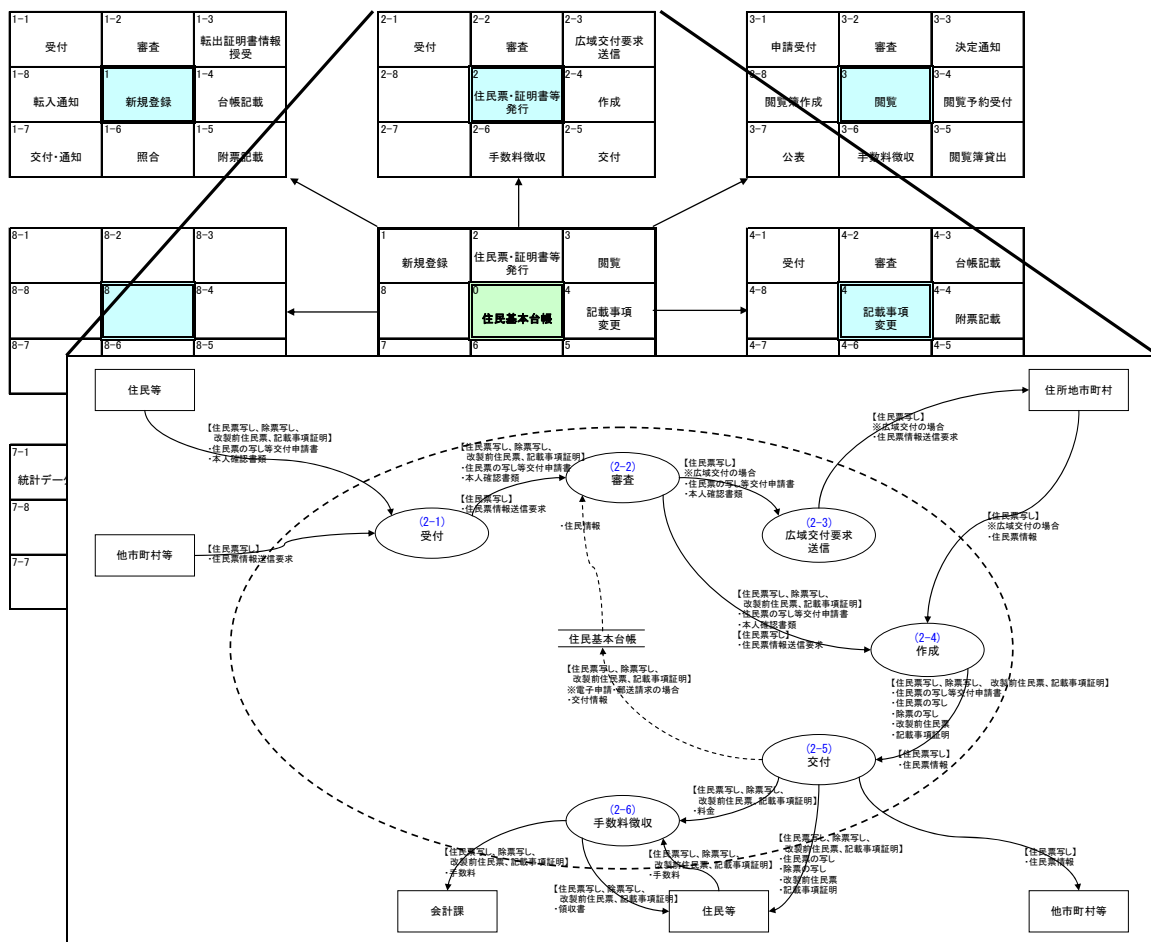 1-1
受付
1-2
審査
1-3
転出証明書情報
授受
1-8
転入通知
1
新規登録
1-4
台帳記載
1-7
交付・通知
1-6
照合
1-5
附票記載
2-1
受付
2-2
審査
2-3
広域交付要求
送信
2-8
2
住民票・証明書等
発行
2-4
作成
2-7
2-6
手数料徴収
2-5
交付
3-1
申請受付
3-2
審査
3-3
決定通知
3-8
閲覧簿作成
3
閲覧
3-4
閲覧予約受付
3-7
公表
3-6
手数料徴収
3-5
閲覧簿貸出
8-1
8-2
8-3
8-8
8
8-4
8-7
8-6
8-5
1
新規登録
2
住民票・証明書等
発行
3
閲覧
8
0
住民基本台帳
4
記載事項
変更
7
6
5
4-1
受付
4-2
審査
4-3
台帳記載
4-8
4
記載事項
変更
4-4
附票記載
4-7
4-6
4-5
7-1
統計デー
7-8
7-7
住民等
【住民票写し、除票写し、
改製前住民票、記載事項証明】
・住民票の写し等交付申請書
・本人確認書類
他市町村等
【住民票写し】
・住民票情報送信要求
(2-1)
受付
【住民票写し、除票写し、
改製前住民票、記載事項証明】
・住民票の写し等交付申請書
・本人確認書類
【住民票写し】
・住民票情報送信要求
(2-2)
審査
【住民票写し】
※広域交付の場合
・住民票の写し等交付申請書
・本人確認書類
(2-3)
広域交付要求
送信
【住民票写し】
※広域交付の場合
・住民票情報送信要求
住所地市町村
【住民票写し】
※広域交付の場合
・住民票情報
・住民情報
【住民票写し、除票写し、
改製前住民票、記載事項証明】
・住民票の写し等交付申請書
・本人確認書類
【住民票写し】
・住民票情報送信要求
(2-4)
作成
住民基本台帳
【住民票写し、除票写し、
改製前住民票、記載事項証明】
※電子申請・郵送請求の場合
・交付情報
【住民票写し、除票写し、 改製前住民票、記載事項証明】
・住民票の写し等交付申請書
・住民票の写し
・除票の写し
・改製前住民票
・記載事項証明
【住民票写し】
・住民票情報
(2-5)
交付
【住民票写し、除票写し、
改製前住民票、記載事項証明】
・料金
(2-6)
手数料徴収
【住民票写し、除票写し、
改製前住民票、記載事項証明】
・手数料
【住民票写し、除票写し、
改製前住民票、記載事項証明】
・領収書
【住民票写し、除票写し、
改製前住民票、記載事項証明】
・手数料
【住民票写し、除票写し、
改製前住民票、記載事項証明】
・住民票の写し
・除票の写し
・改製前住民票
・記載事項証明
【住民票写し】
・住民票情報
会計課
住民等
他市町村等